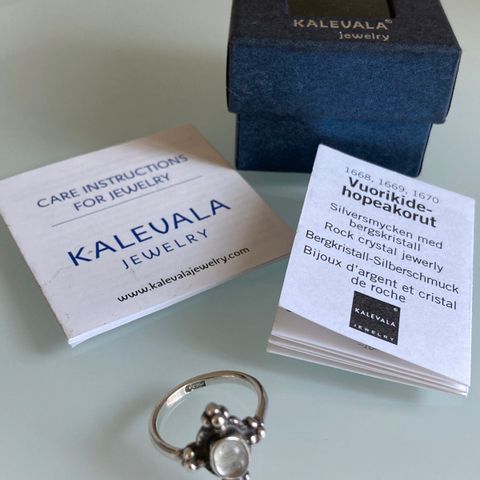 KALEVALA®
jewelry
CARE INSTRUCTIONS
FOR JEWELRY
KALEVALA
JEWELRY
www.kalevalajewelry.com
1668, 1669, 1670
Vuorikide-
hopeakorut
Silversmycken med
bergskristall
Rock crystal jewerly
Bergkristall-Silberschmuck
Bijoux d'argent et cristal
de roche
KALEVALA
JEWELRY